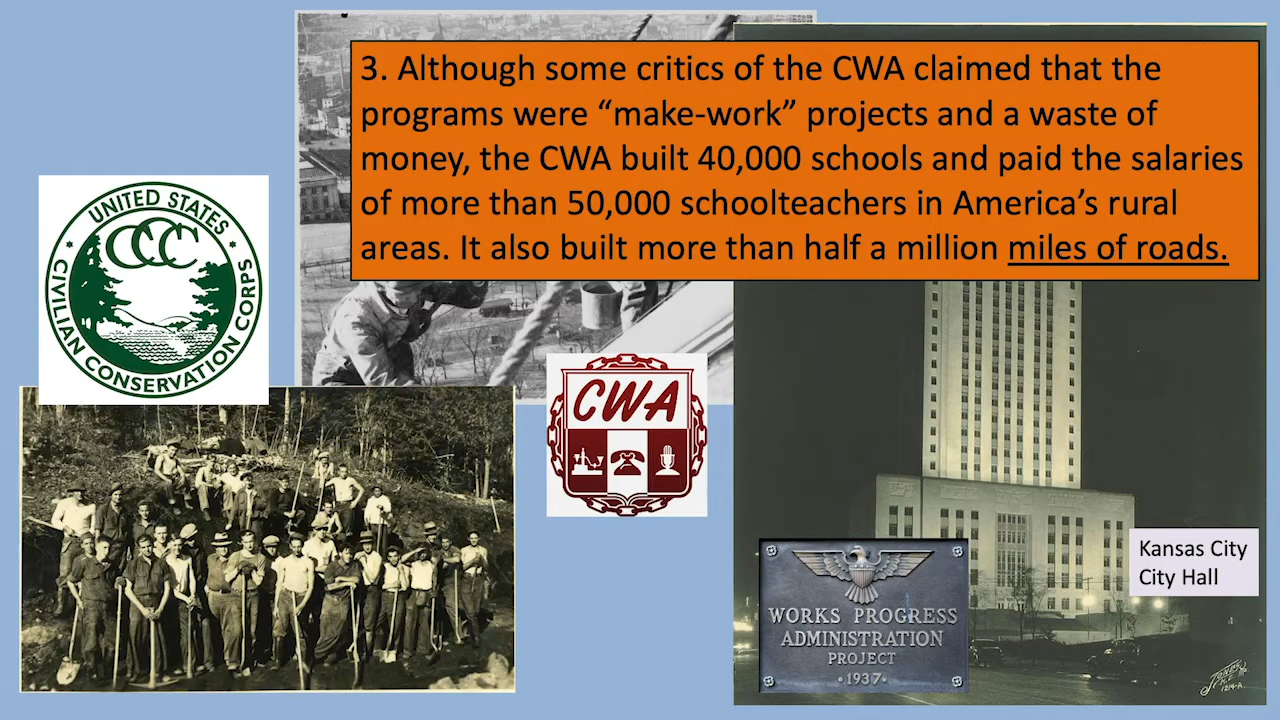 3. Although some critics of the CWA claimed that the
programs were “make-work” projects and a waste of
money, the CWA built 40,000 schools and paid the salaries
of more than 50,000 schoolteachers in America’s rural
areas. It also built more than half a million miles of roads.
UNITED STATES
CCC
CIVILIAN CONSERVATION CORPS
CWA
Kansas City
City Hall
WORKS PROGRESS
ADMINISTRATION
PROJECT
·1937·
1214-A